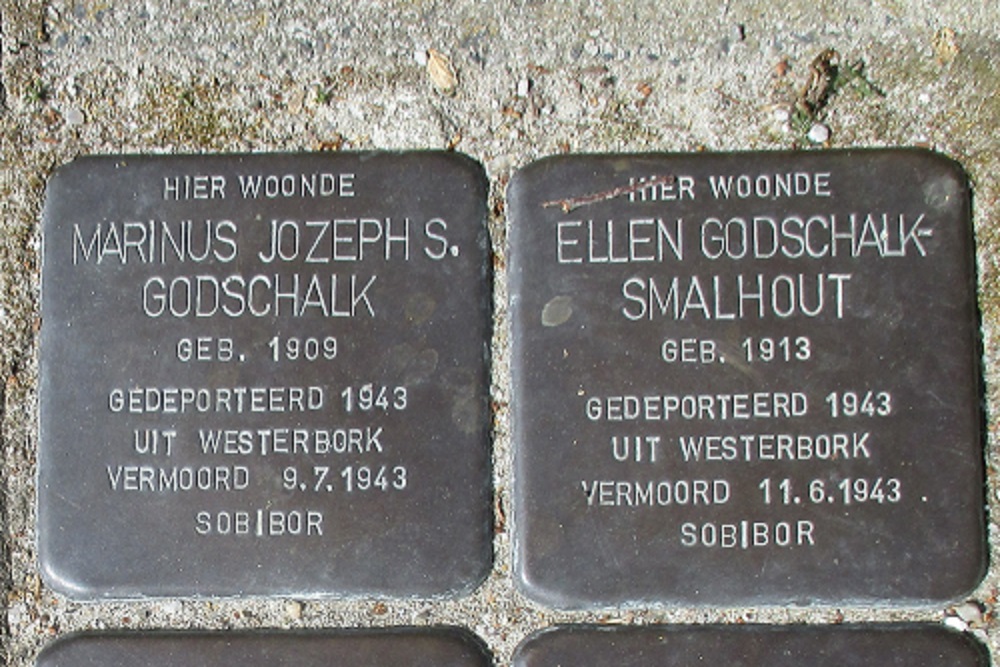 HIER WOONDE
MARINUS JOZEPH S.
GODSCHALK
GEB. 1909
GEDEPORTEERD 1943
UIT WESTERBORK
VERMOORD 9.7.1943
SOBIBOR
HIER WOONDE
ELLEN GODSCHALK-
SMALHOUT
GEB. 1913
GEDEPORTEERD 1943
UIT WESTERBORK
VERMOORD 11.6.1943 .
SOBIBOR